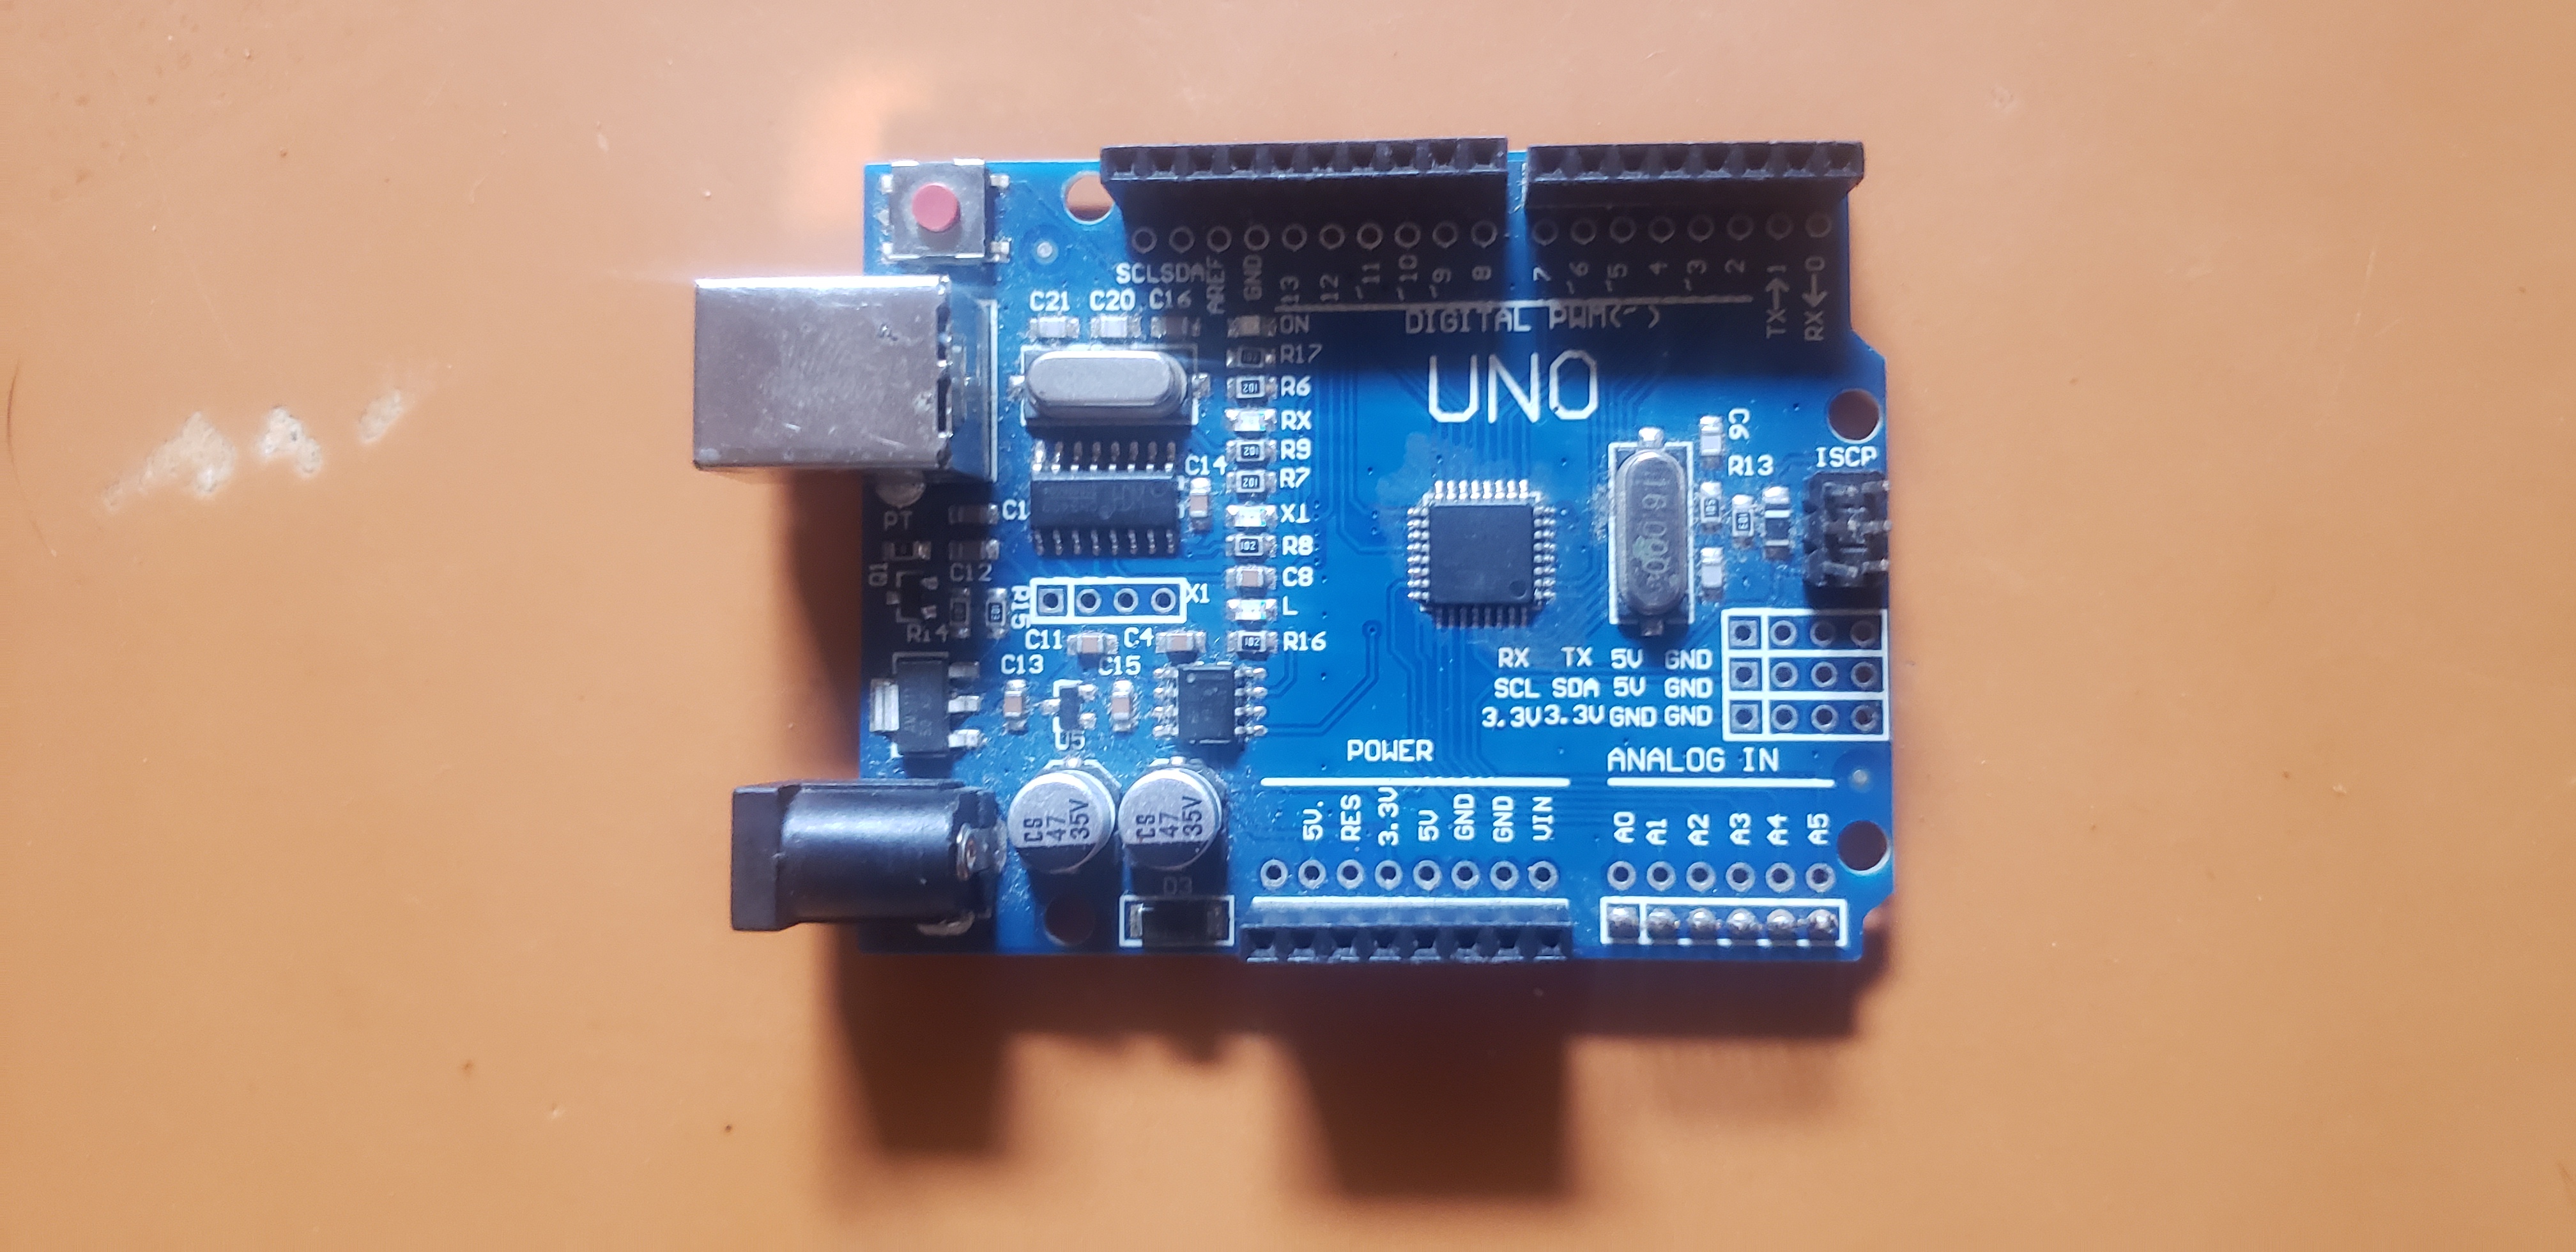 Q1
PT
R14
C12
C13
C11
C1
U5
C15
C4
CS
47
35V
CS
47
35V
D3
X1
C14
C21
C20
C16
SCL
SDA
AREF
GND
13
12
~11
~10
~9
8
7
~6
~5
4
~3
2
TX→1
RX←0
DIGITAL PWM(~)
R16
L
C8
R8
X1
R7
R9
RX
R6
R17
ON
5V.
RES
3.3V
5V
GND
GND
VIN
POWER
A0
A1
A2
A3
A4
A5
ANALOG IN
UNO
RX TX 5V GND
SCL SDA 5V GND
3.3V3.3V GND GND
16.000
105
103
R13
C9
ISCP